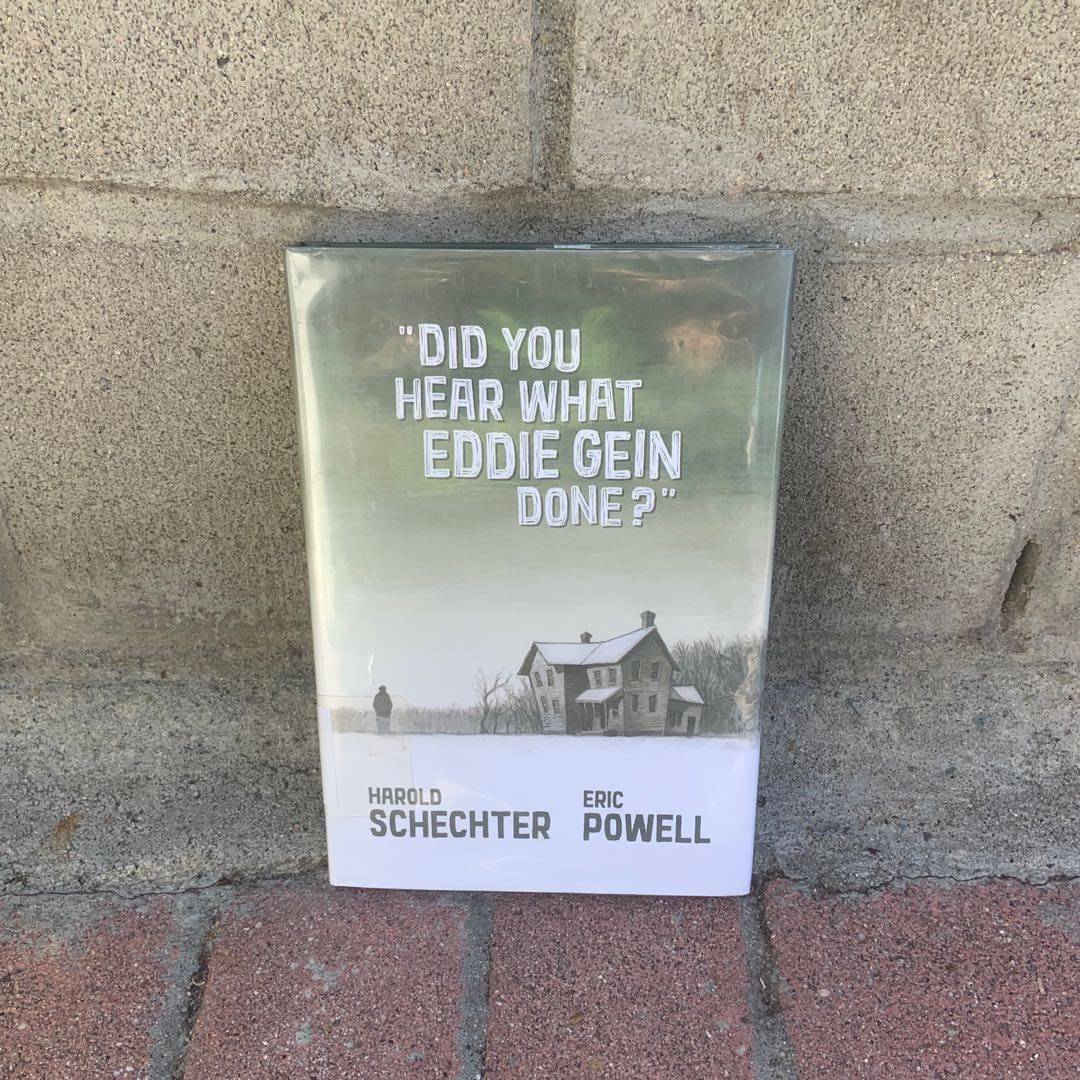 "DID YOU
HEAR WHAT
EDDIE GEIN
DONE?"
HAROLD
SCHECHTER
ERIC
POWELL